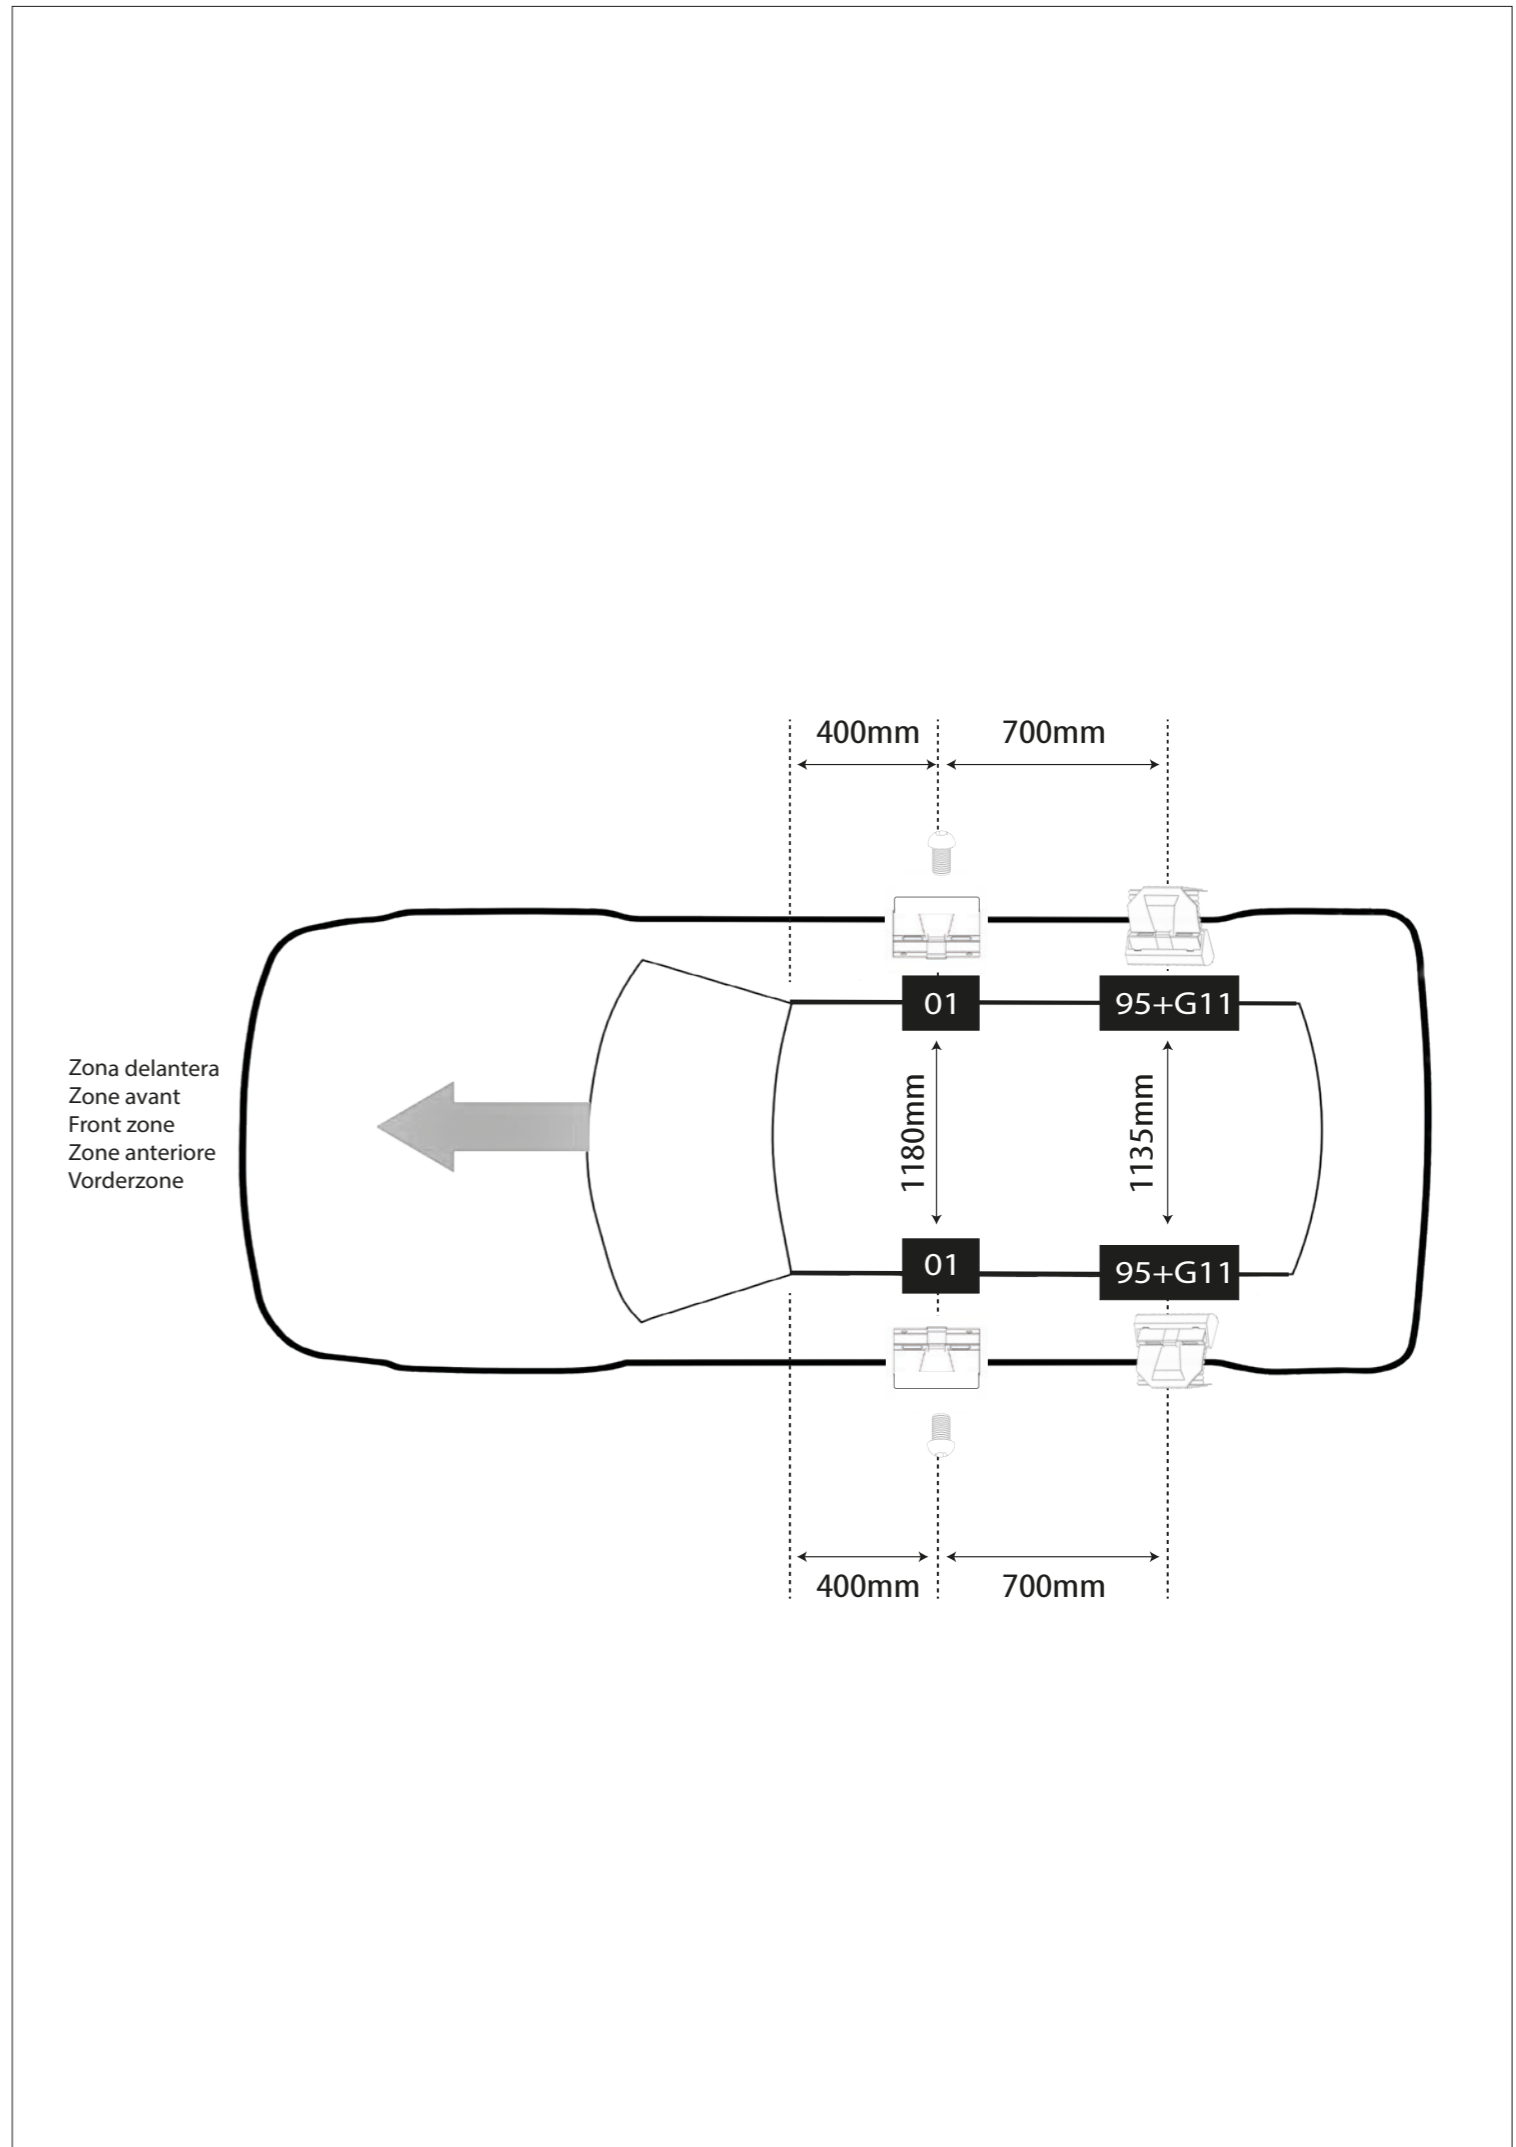 400mm 700mm
01 95+G11
Zona delantera
Zone avant
Front zone
Zone anteriore
Vorderzone
1180mm 1135mm
01 95+G11
400mm 700mm